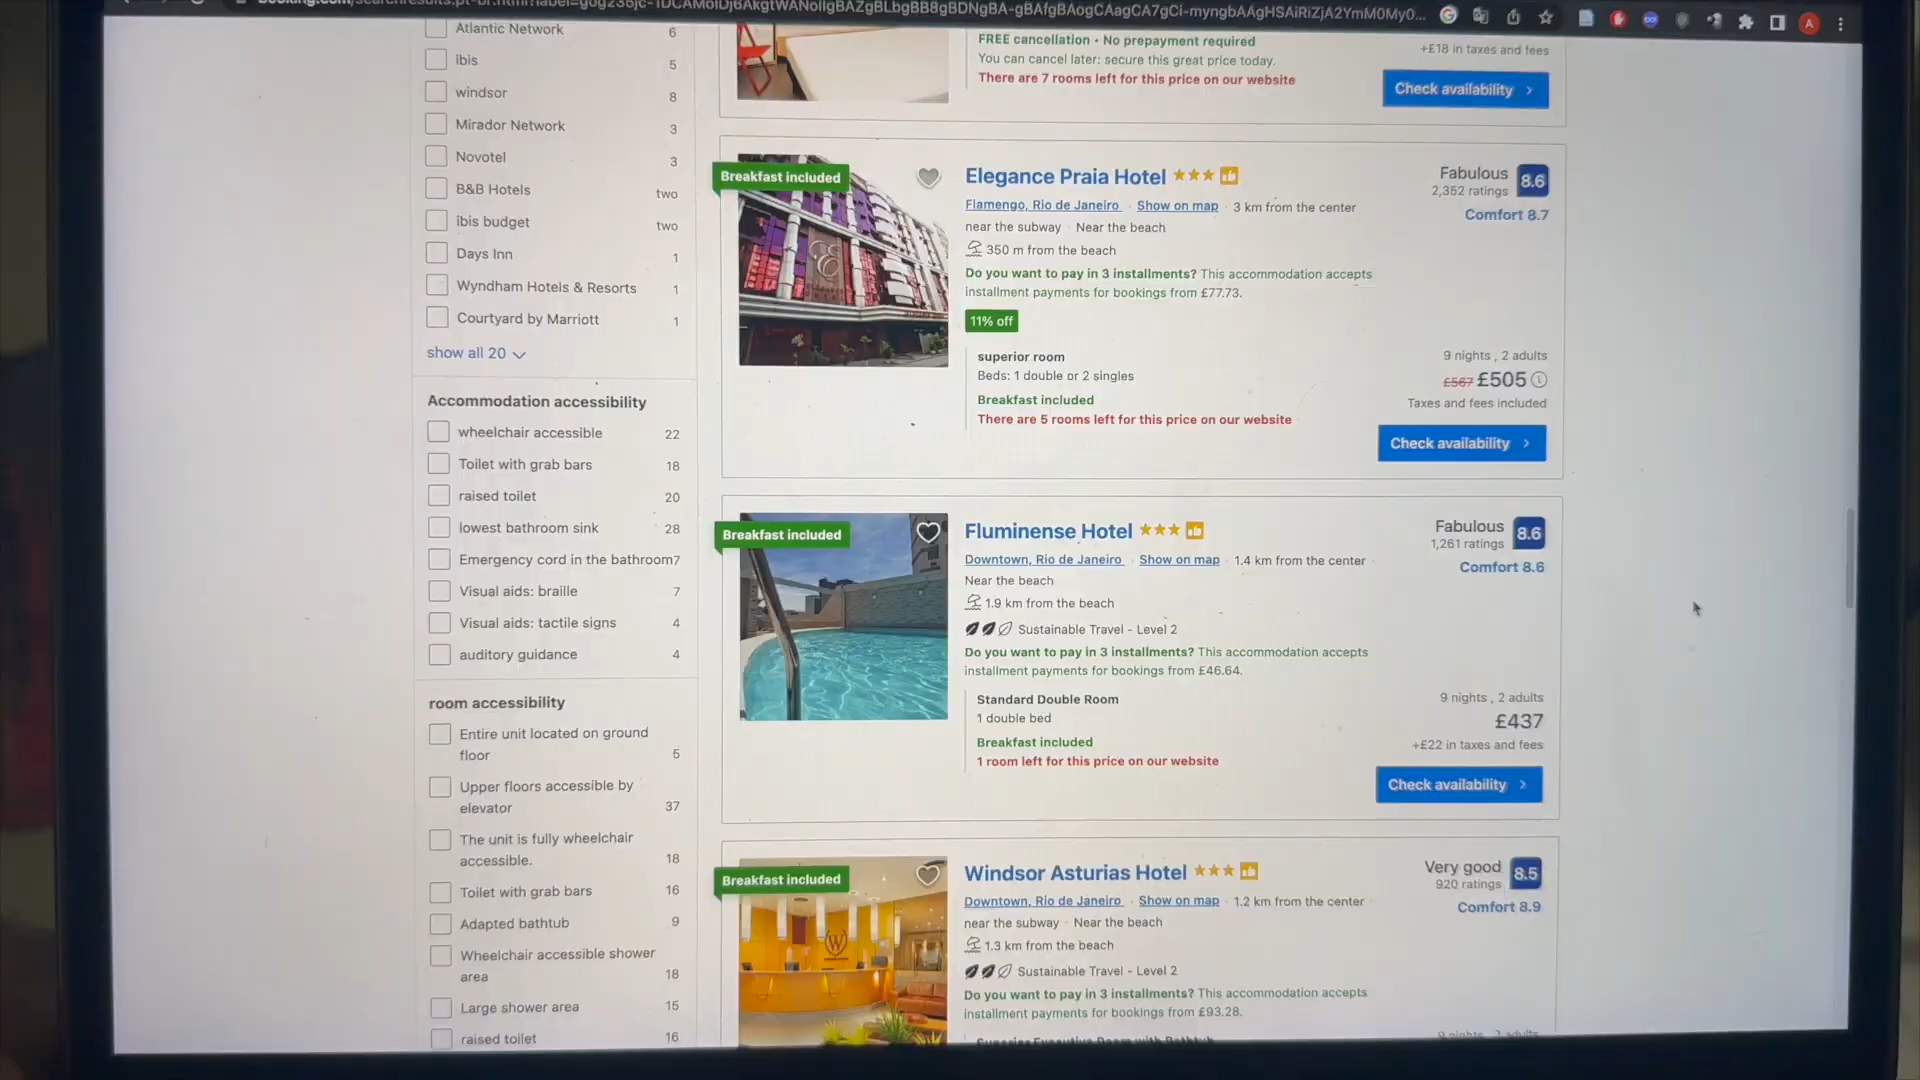 Atlantic Network 6
ibis 5
windsor 8
Mirador Network 3
Novotel 3
B&B Hotels two
ibis budget two
Days Inn 1
Wyndham Hotels & Resorts 1
Courtyard by Marriott 1
show all 20
Accommodation accessibility
wheelchair accessible 22
Toilet with grab bars 18
raised toilet 20
lowest bathroom sink 28
Emergency cord in the bathroom 7
Visual aids: braille 7
Visual aids: tactile signs 4
auditory guidance 4
room accessibility
Entire unit located on ground
floor 5
Upper floors accessible by
elevator 37
The unit is fully wheelchair
accessible. 18
Toilet with grab bars 16
Adapted bathtub 9
Wheelchair accessible shower
area 18
Large shower area 15
raised toilet 16
FREE cancellation • No prepayment required
You can cancel later: secure this great price today.
There are 7 rooms left for this price on our website
+£18 in taxes and fees
Check availability
Breakfast included
Elegance Praia Hotel
Flamengo, Rio de Janeiro · Show on map · 3 km from the center
near the subway · Near the beach
350 m from the beach
Do you want to pay in 3 installments? This accommodation accepts
installment payments for bookings from £77.73.
11% off
superior room
Beds: 1 double or 2 singles
Breakfast included
There are 5 rooms left for this price on our website
Fabulous 8.6
2,352 ratings
Comfort 8.7
9 nights , 2 adults
£567 £505
Taxes and fees included
Check availability
Breakfast included
Fluminense Hotel
Downtown, Rio de Janeiro · Show on map · 1.4 km from the center
Near the beach
1.9 km from the beach
Sustainable Travel - Level 2
Do you want to pay in 3 installments? This accommodation accepts
installment payments for bookings from £46.64.
Standard Double Room
1 double bed
Breakfast included
1 room left for this price on our website
Fabulous 8.6
1,261 ratings
Comfort 8.6
9 nights , 2 adults
£437
+£22 in taxes and fees
Check availability
Breakfast included
Windsor Asturias Hotel
Downtown, Rio de Janeiro · Show on map · 1.2 km from the center
near the subway · Near the beach
1.3 km from the beach
Sustainable Travel - Level 2
Do you want to pay in 3 installments? This accommodation accepts
installment payments for bookings from £93.28.
Very good 8.5
920 ratings
Comfort 8.9